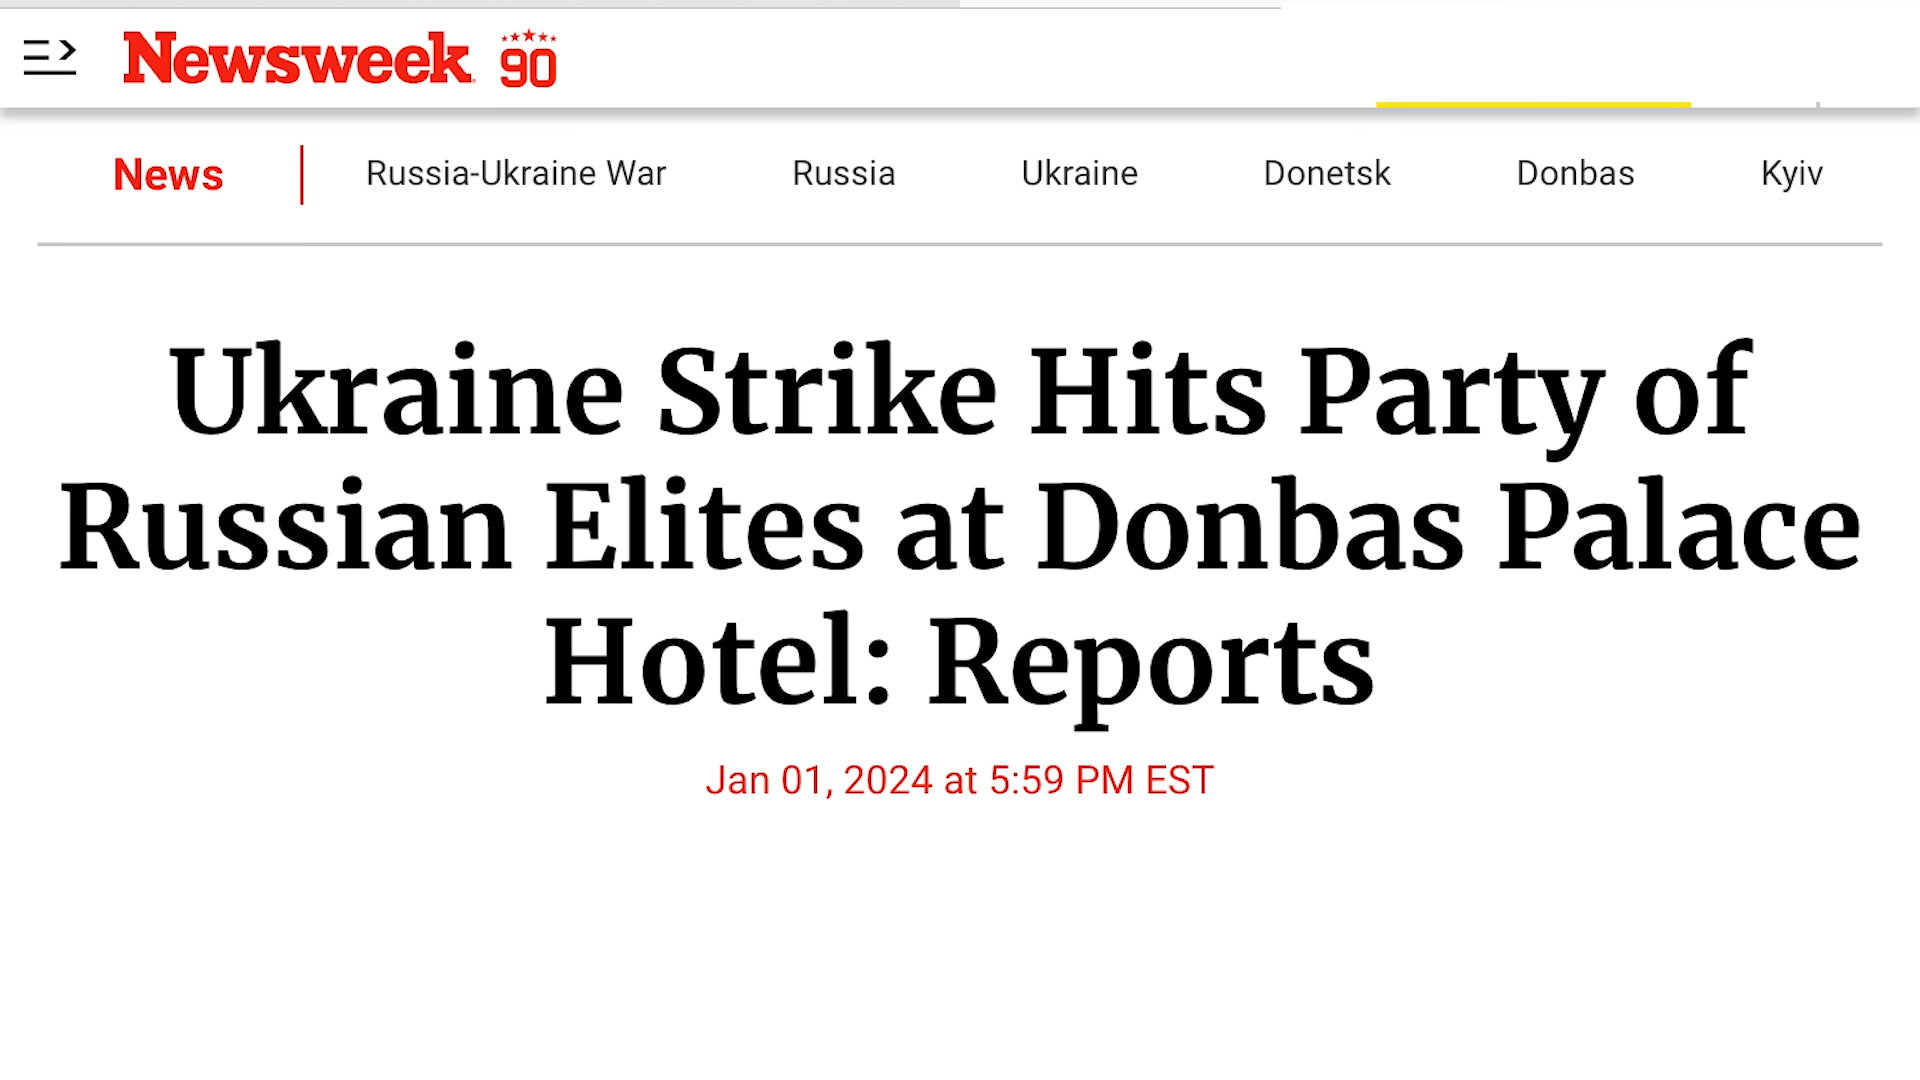 Newsweek 90
News Russia-Ukraine War Russia Ukraine Donetsk Donbas Kyiv
Ukraine Strike Hits Party of
Russian Elites at Donbas Palace
Hotel: Reports
Jan 01, 2024 at 5:59 PM EST